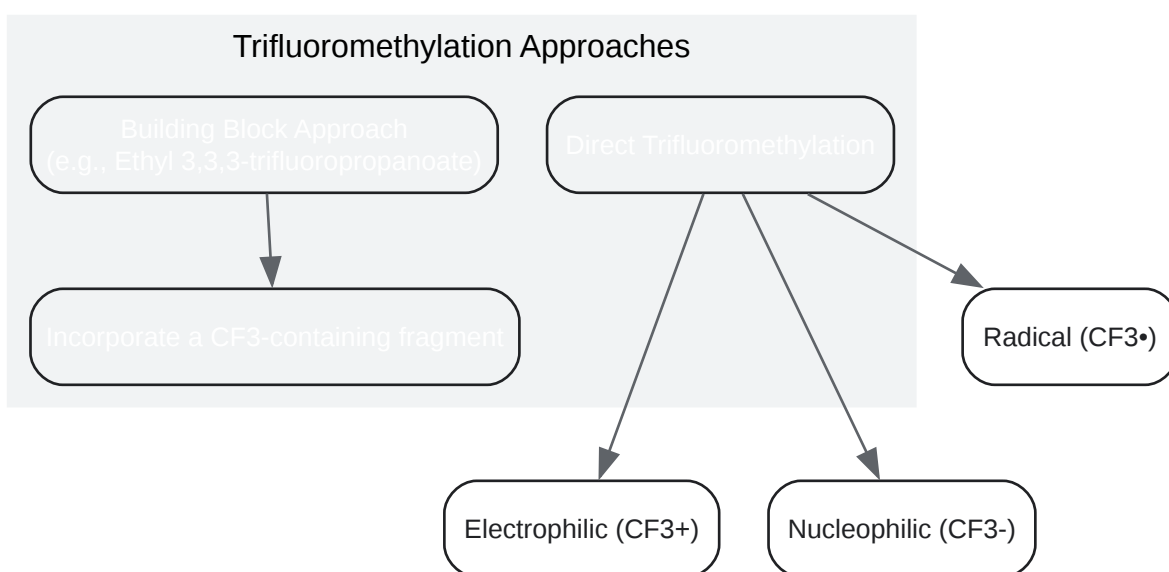 Trifluoromethylation Approaches
Building Block Approach
(e.g., Ethyl 3,3,3-trifluoropropanoate)
Direct Trifluoromethylation
Incorporate a CF3-containing fragment
Radical (CF3•)
Electrophilic (CF3+)
Nucleophilic (CF3-)